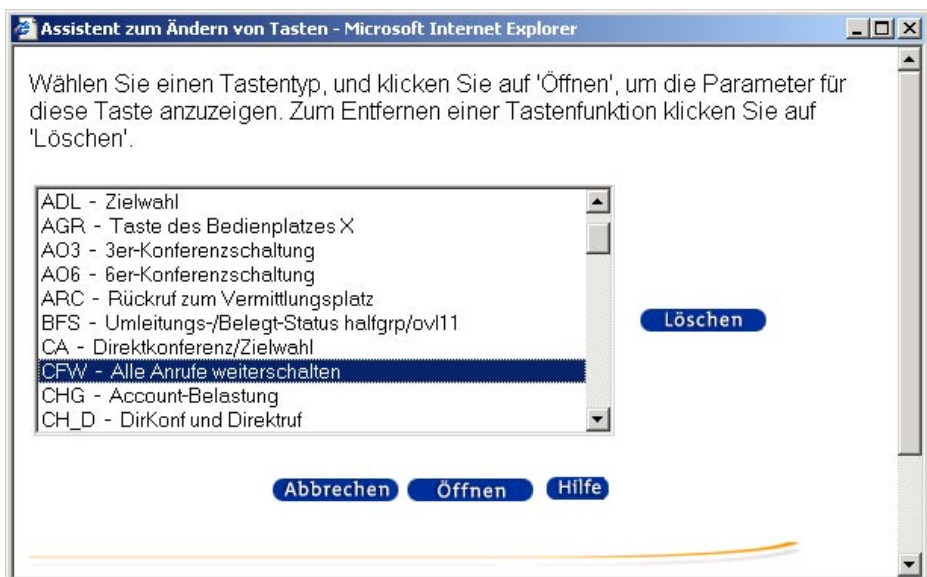 Assistent zum Ändern von Tasten - Microsoft Internet Explorer
Wählen Sie einen Tastentyp, und klicken Sie auf 'Öffnen', um die Parameter für
diese Taste anzuzeigen. Zum Entfernen einer Tastenfunktion klicken Sie auf
'Löschen'.
ADL - Zielwahl
AGR - Taste des Bedienplatzes X
AO3 - 3er-Konferenzschaltung
AO6 - 6er-Konferenzschaltung
ARC - Rückruf zum Vermittlungsplatz
BFS - Umleitungs-/Belegt-Status halfgrp/ovl11
CA - Direktkonferenz/Zielwahl
CFW - Alle Anrufe weiterschalten
CHG - Account-Belastung
CH_D - DirKonf und Direktruf
Löschen
Abbrechen Öffnen Hilfe